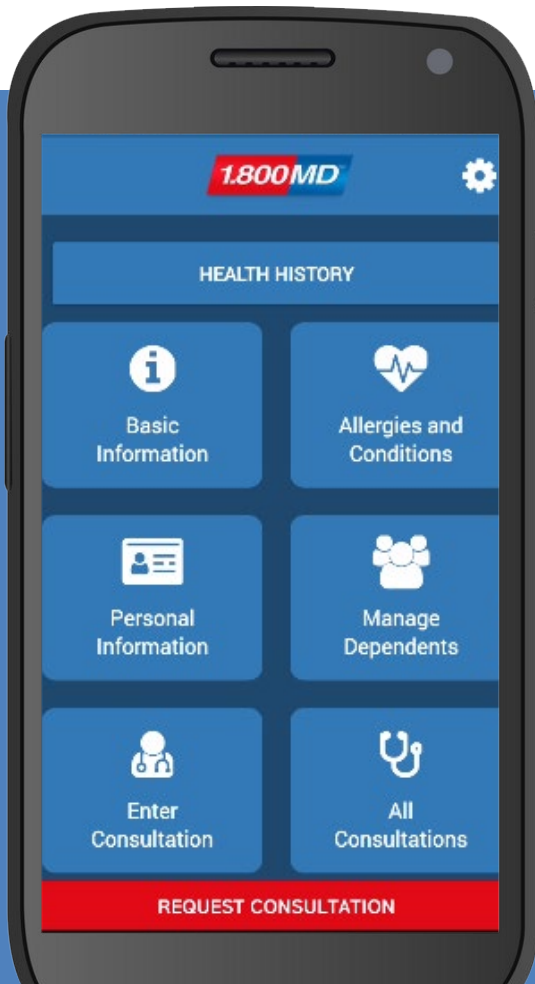 1.800MD
HEALTH HISTORY
Basic
Information
Allergies and
Conditions
Personal
Information
Manage
Dependents
Enter
Consultation
All
Consultations
REQUEST CONSULTATION